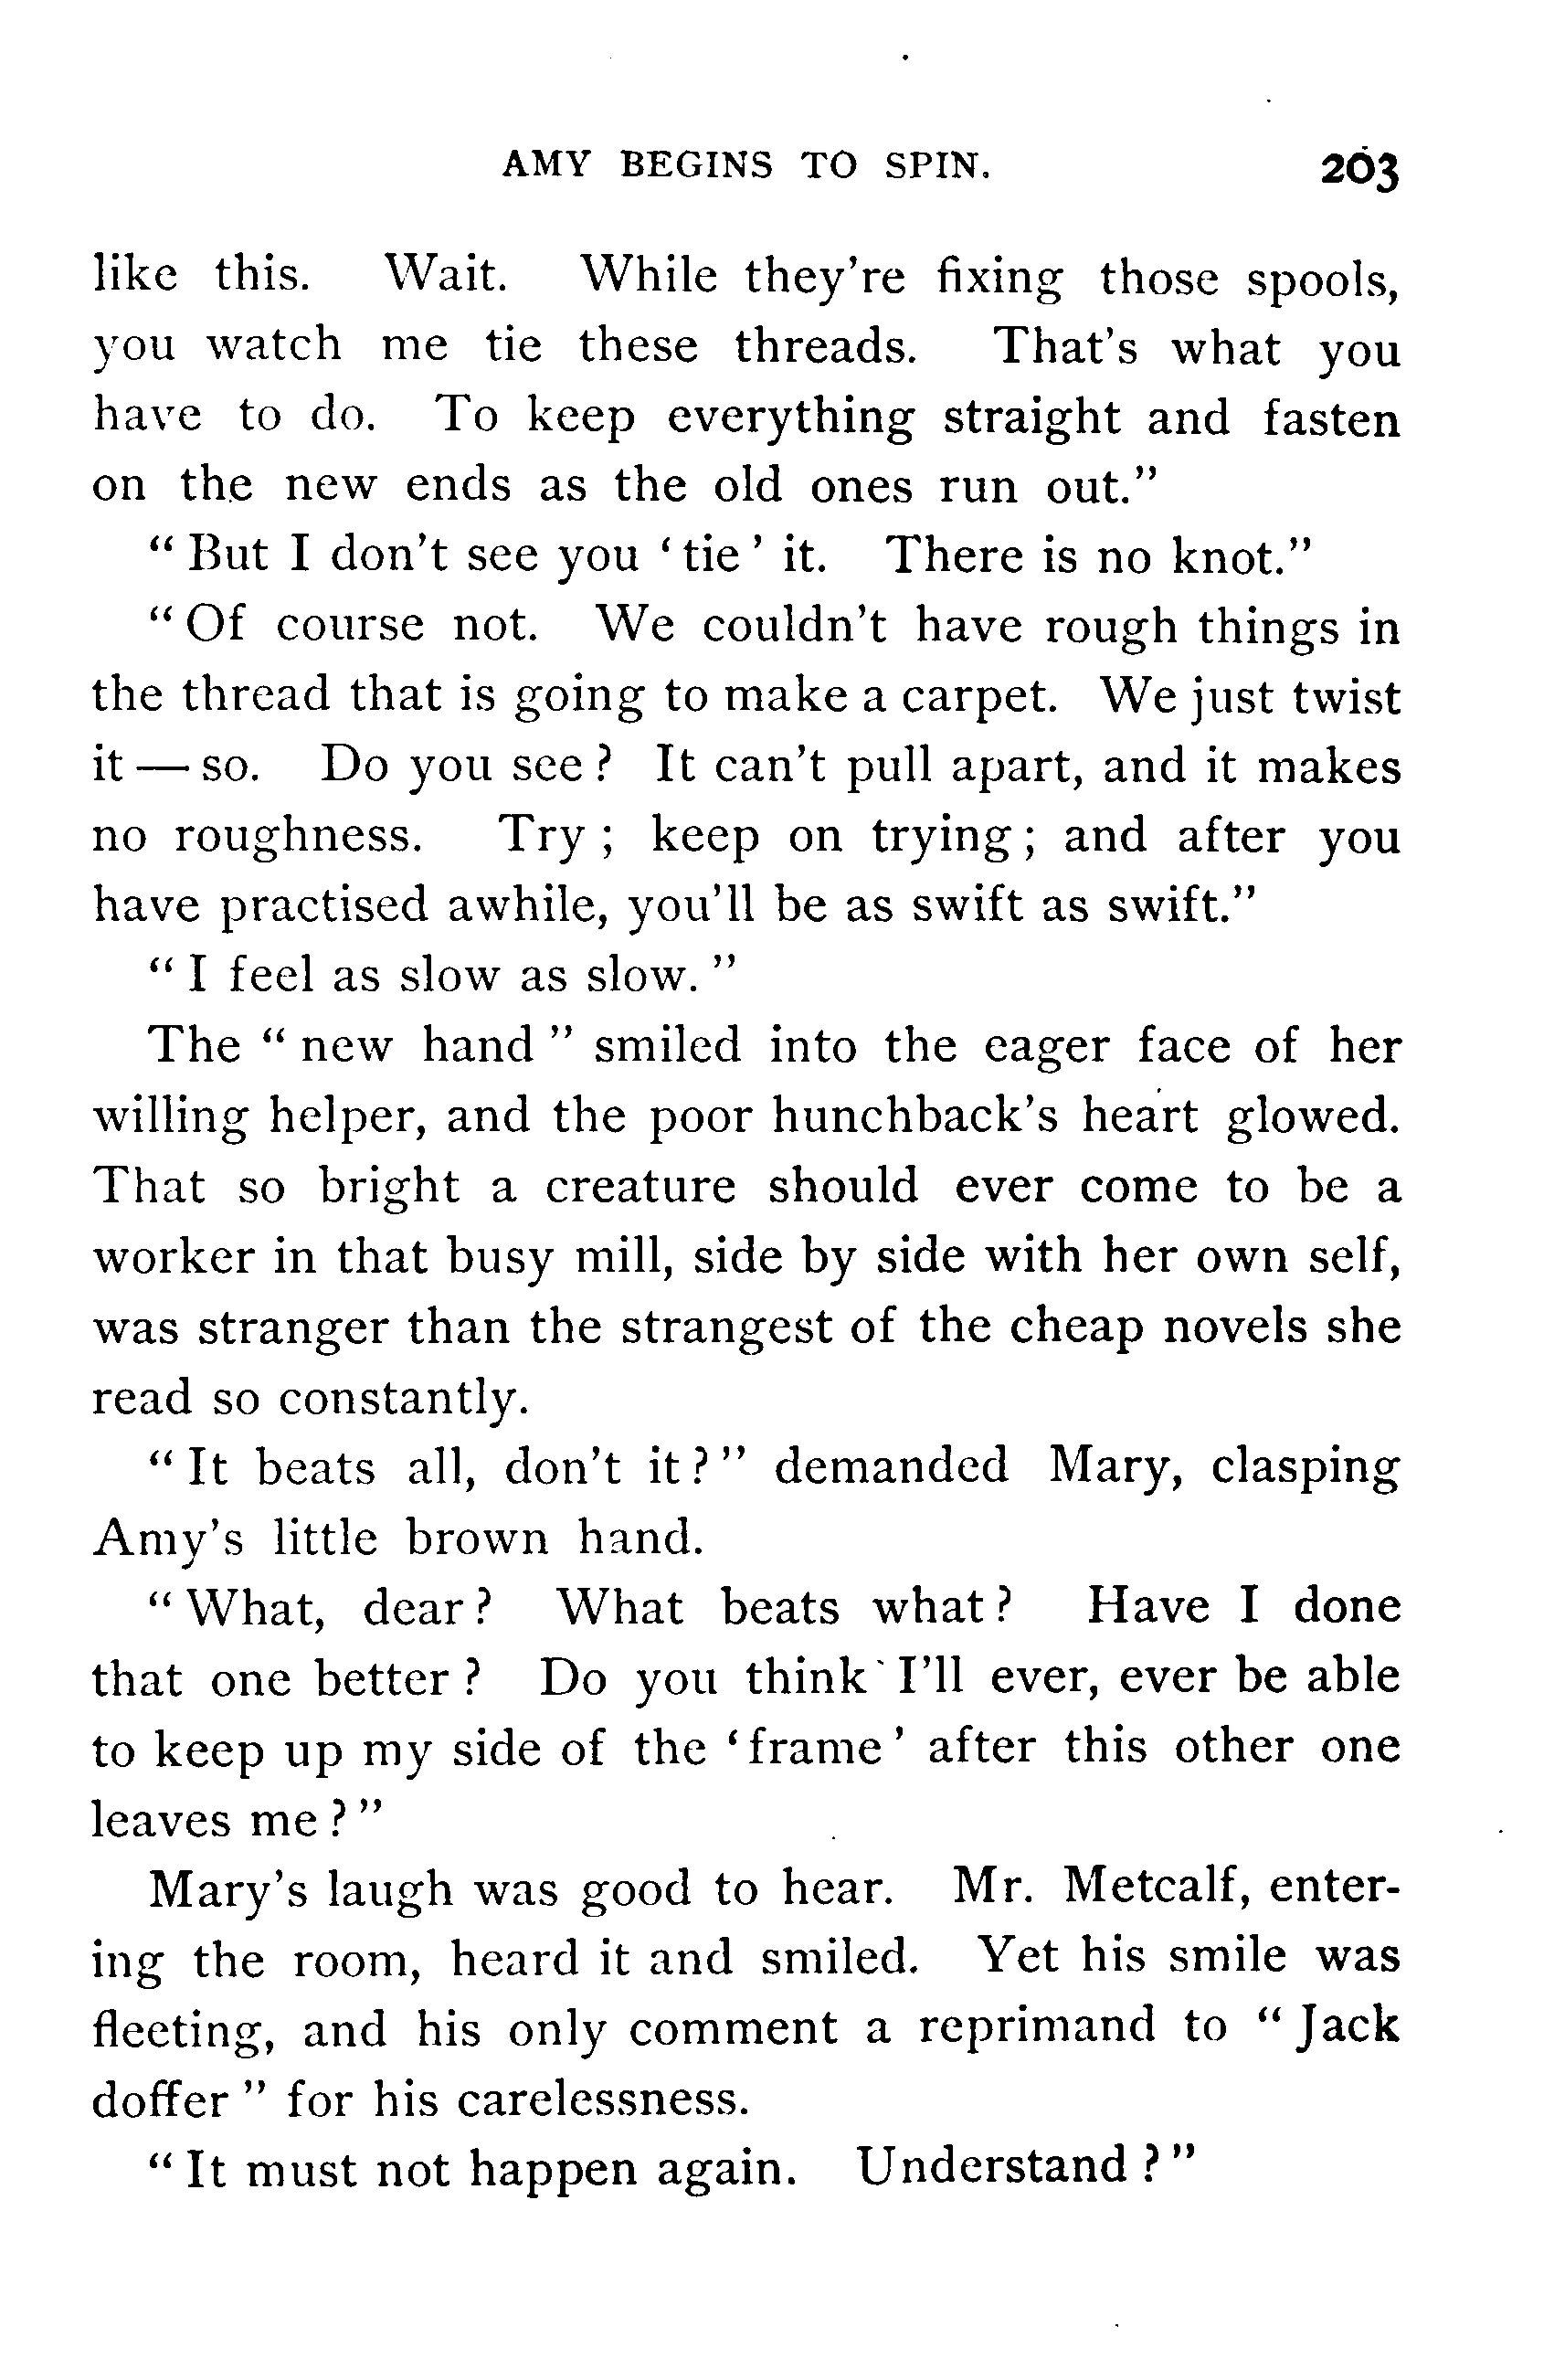 AMY BEGINS TO SPIN. 203
like this. Wait. While they're fixing those spools,
you watch me tie these threads. That's what you
have to do. To keep everything straight and fasten
on the new ends as the old ones run out."
"But I don't see you 'tie' it. There is no knot."
"Of course not. We couldn't have rough things in
the thread that is going to make a carpet. We just twist
it — so. Do you see? It can't pull apart, and it makes
no roughness. Try; keep on trying; and after you
have practised awhile, you'll be as swift as swift."
"I feel as slow as slow."
The "new hand" smiled into the eager face of her
willing helper, and the poor hunchback's heart glowed.
That so bright a creature should ever come to be a
worker in that busy mill, side by side with her own self,
was stranger than the strangest of the cheap novels she
read so constantly.
"It beats all, don't it?" demanded Mary, clasping
Amy's little brown hand.
"What, dear? What beats what? Have I done
that one better? Do you think I'll ever, ever be able
to keep up my side of the 'frame' after this other one
leaves me?"
Mary's laugh was good to hear. Mr. Metcalf, enter-
ing the room, heard it and smiled. Yet his smile was
fleeting, and his only comment a reprimand to "Jack
doffer" for his carelessness.
"It must not happen again. Understand?"